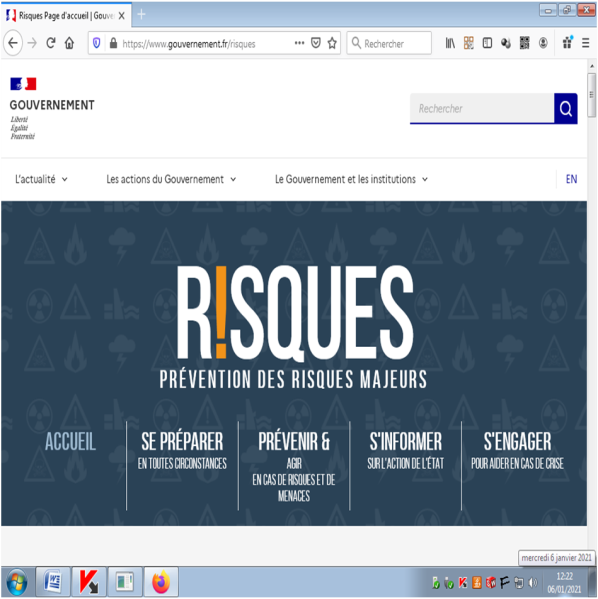 Risques Page d'accueil | Gouve
https://www.gouvernement.fr/risques
Rechercher
GOUVERNEMENT
Liberté
Égalité
Fraternité
Rechercher
L'actualité
Les actions du Gouvernement
Le Gouvernement et les institutions
EN
R!SQUES
PRÉVENTION DES RISQUES MAJEURS
ACCUEIL
SE PRÉPARER
EN TOUTES CIRCONSTANCES
PRÉVENIR &
AGIR
EN CAS DE RISQUES ET DE
MENACES
S'INFORMER
SUR L'ACTION DE L'ÉTAT
S'ENGAGER
POUR AIDER EN CAS DE CRISE
mercredi 6 janvier 2021
12:22
06/01/2021